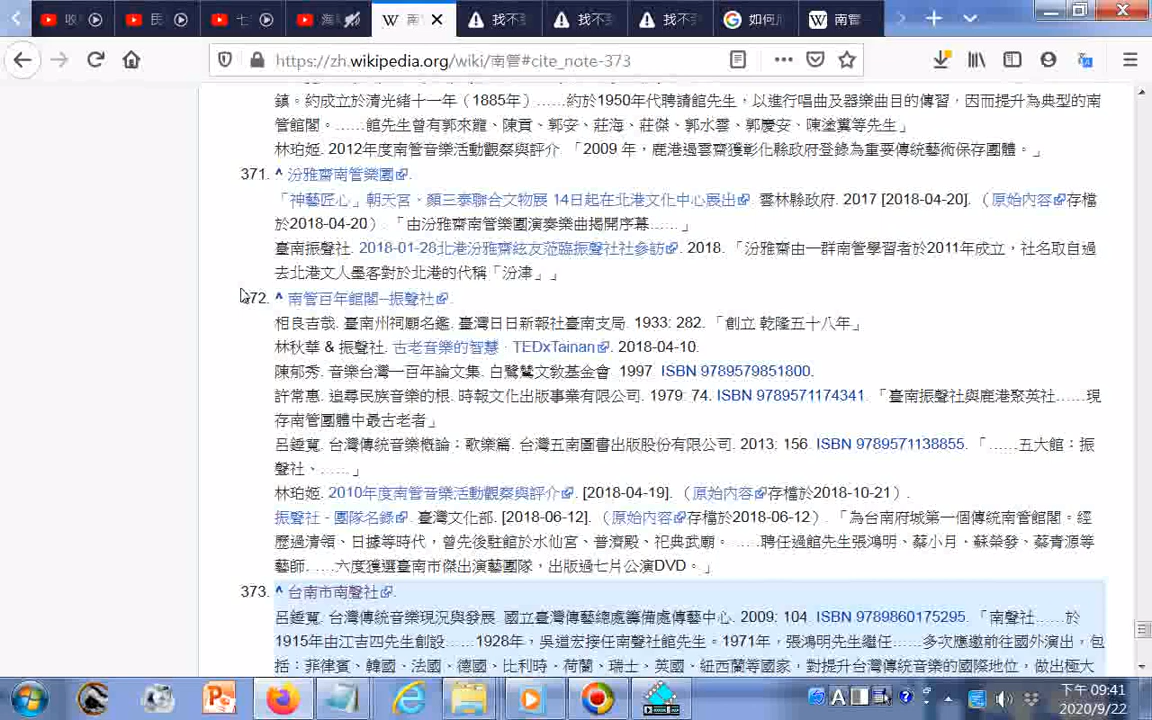 我不
我不
我不
如何
南管
https://zh.wikipedia.org/wiki/南管#cite_note-373
鎮。約成立於清光緒十一年（1885年）……約於1950年代聘請館先生，以進行唱曲及器樂曲目的傳習，因而提升為典型的南
管館閣。……館先生曾有郭來龍、陳貢、郭安、莊海、莊傑、郭水雲、郭慶安、陳塗糞等先生」
林珀姬. 2012年度南管音樂活動觀察與評介. 「2009 年，鹿港遏雲齋獲彰化縣政府登錄為重要傳統藝術保存團體。」
371. ^ 汾雅齋南管樂團.
「神藝匠心」朝天宮、顏三泰聯合文物展 14日起在北港文化中心展出. 雲林縣政府. 2017 [2018-04-20]. （原始內容存檔
於2018-04-20）. 「由汾雅齋南管樂團演奏樂曲揭開序幕……」
臺南振聲社. 2018-01-28北港汾雅齋絃友蒞臨振聲社社參訪. 2018. 「汾雅齋由一群南管學習者於2011年成立，社名取自過
去北港文人墨客對於北港的代稱「汾津」」
372. ^ 南管百年館閣─振聲社.
相良吉哉. 臺南州祠廟名鑑. 臺灣日日新報社臺南支局. 1933: 282. 「創立 乾隆五十八年」
林秋華 & 振聲社. 古老音樂的智慧 · TEDxTainan. 2018-04-10.
陳郁秀. 音樂台灣一百年論文集. 白鷺鷥文教基金會. 1997. ISBN 9789579851800.
許常惠. 追尋民族音樂的根. 時報文化出版事業有限公司. 1979: 74. ISBN 9789571174341. 「臺南振聲社與鹿港聚英社……現
存南管團體中最古老者」
呂錘寬. 台灣傳統音樂概論：歌樂篇. 台灣五南圖書出版股份有限公司. 2013: 156. ISBN 9789571138855. 「……五大館：振
聲社、……」
林珀姬. 2010年度南管音樂活動觀察與評介. [2018-04-19]. （原始內容存檔於2018-10-21）.
振聲社 - 團隊名錄. 臺灣文化部. [2018-06-12]. （原始內容存檔於2018-06-12）. 「為台南府城第一個傳統南管館閣。經
歷過清領、日據等時代，曾先後駐館於水仙宮、普濟殿、祀典武廟。……聘任過館先生張鴻明、蔡小月、蘇榮發、蔡青源等
藝師. ……六度獲選臺南市傑出演藝團隊，出版過七片公演DVD。」
373. ^ 台南市南聲社.
呂錘寬. 台灣傳統音樂現況與發展. 國立臺灣傳藝總處籌備處傳藝中心. 2009: 104. ISBN 9789860175295. 「南聲社……於
1915年由江吉四先生創設……1928年，吳道宏接任南聲社館先生。1971年，張鴻明先生繼任……多次應邀前往國外演出，包
括：菲律賓、韓國、法國、德國、比利時、荷蘭、瑞士、英國、紐西蘭等國家，對提升台灣傳統音樂的國際地位，做出極大
下午 09:41
2020/9/22